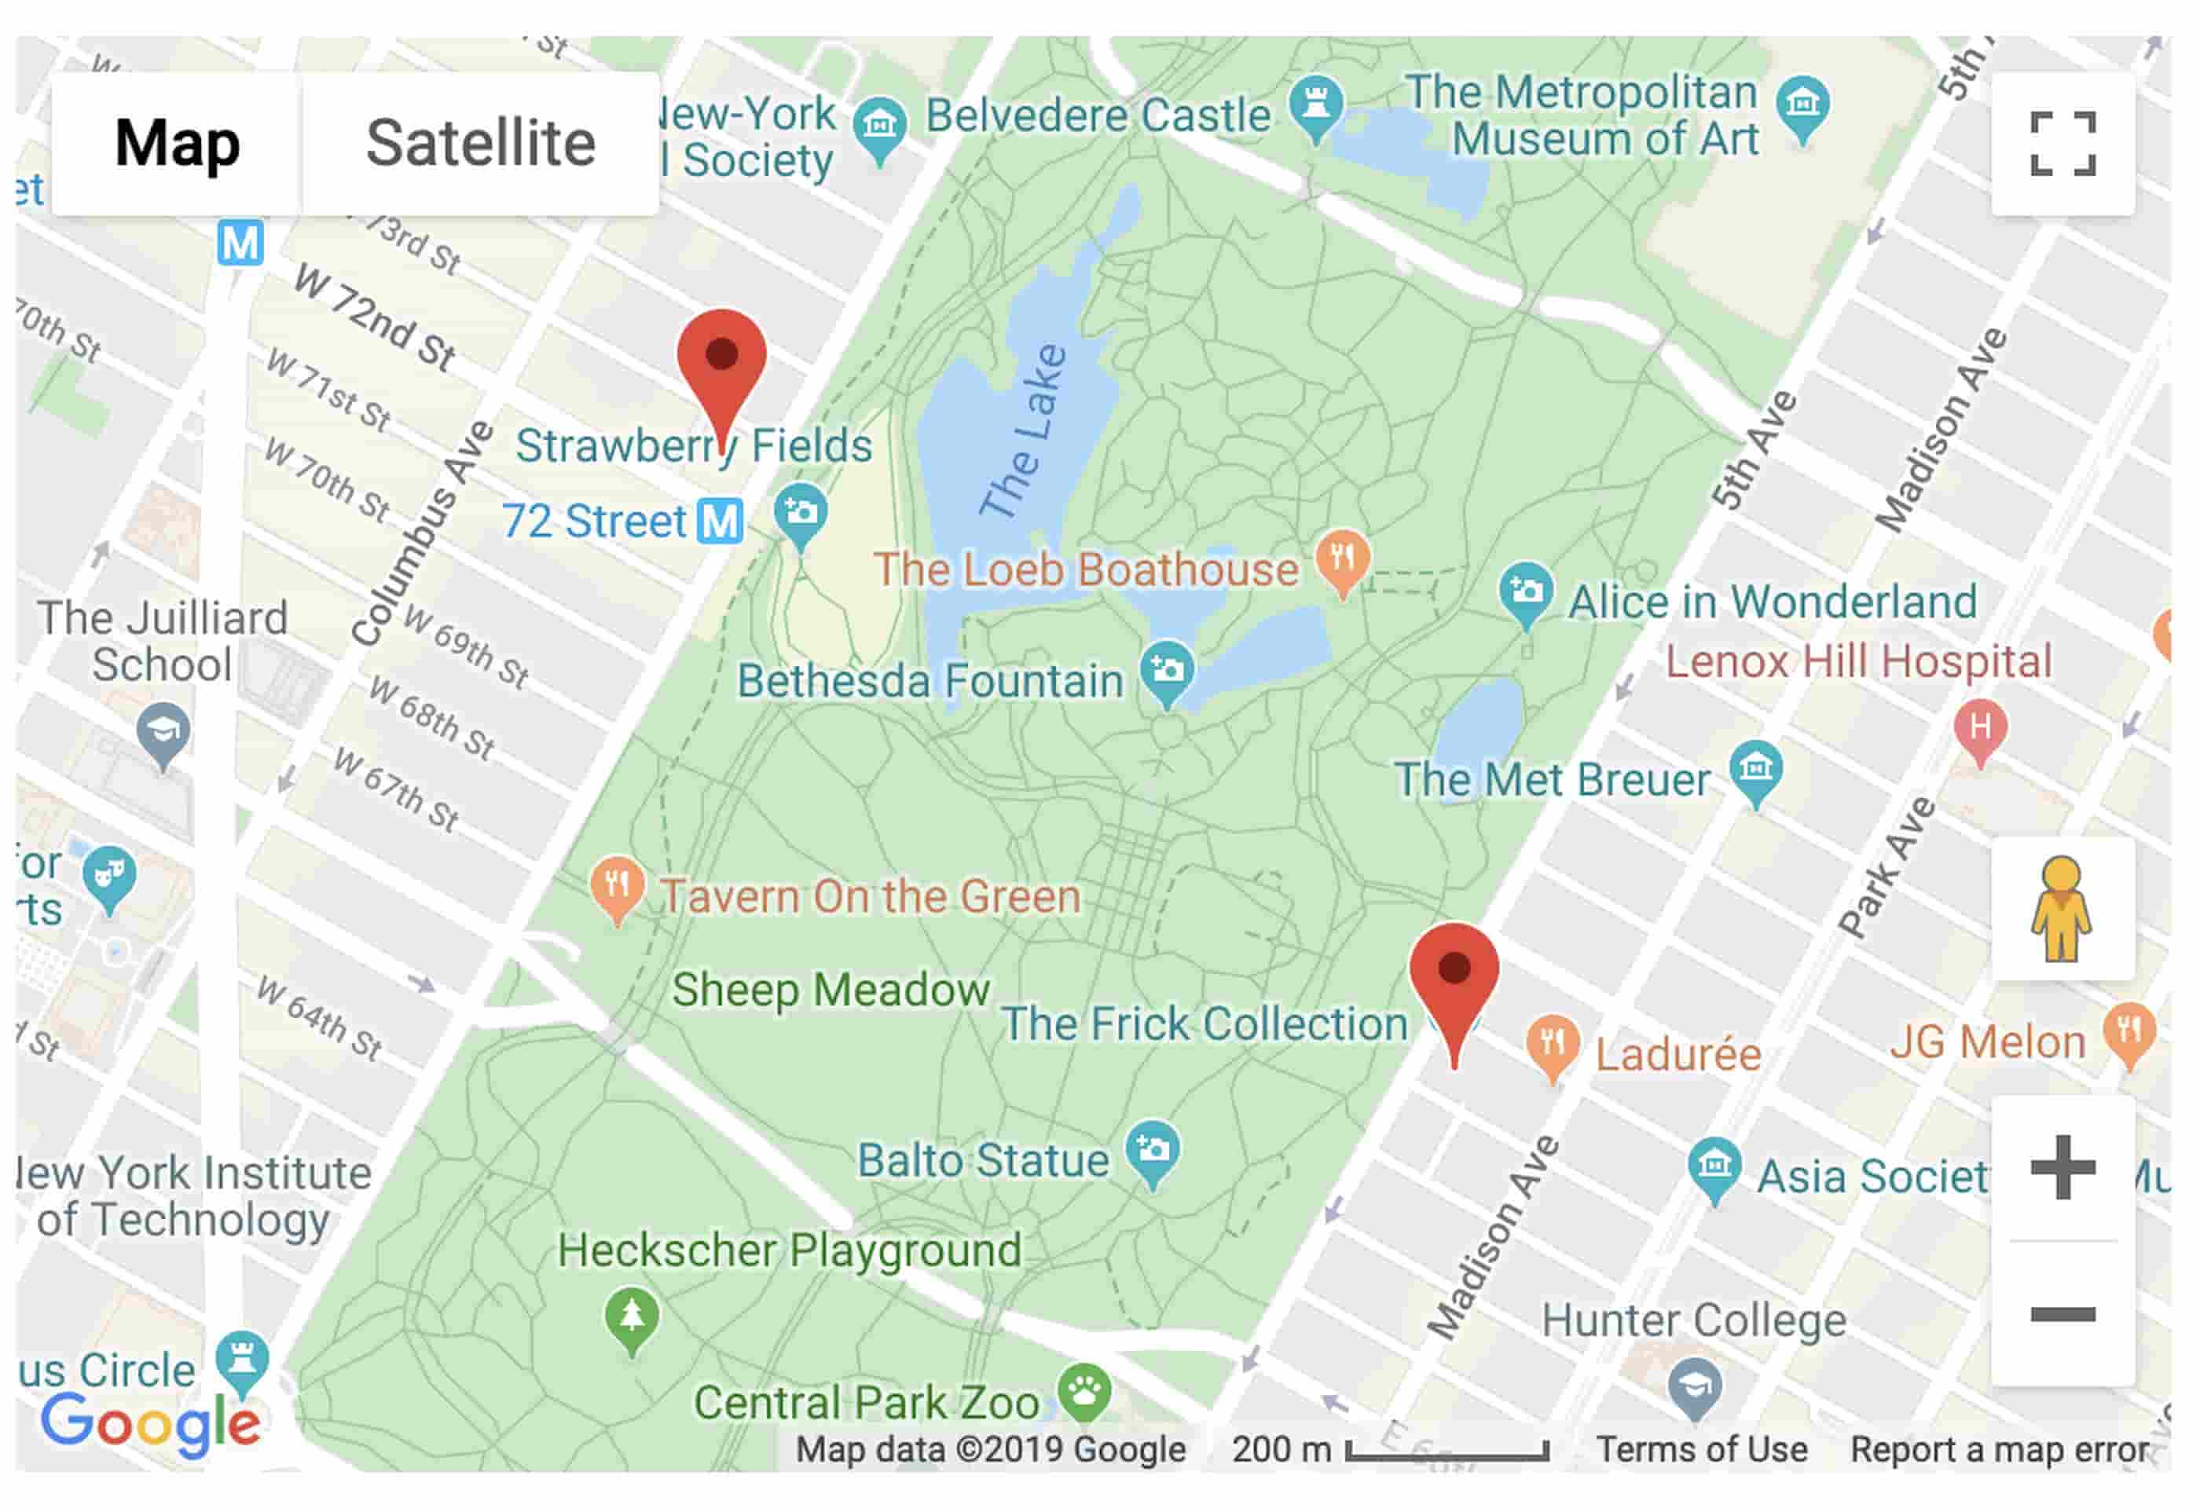 St
5th
W
Map
Satellite
New-York
l Society
Belvedere Castle
The Metropolitan
Museum of Art
et
M
73rd St
W 72nd St
70th St
W 71st St
W 70th St
Columbus Ave
Strawberry Fields
72 Street M
The Lake
5th Ave
Madison Ave
The Loeb Boathouse
Alice in Wonderland
Lenox Hill Hospital
H
The Juilliard
School
W 69th St
W 68th St
W 67th St
Bethesda Fountain
The Met Breuer
Park Ave
for
rts
Tavern On the Green
Sheep Meadow
The Frick Collection
Ladurée
JG Melon
W 64th St
St
Balto Statue
Asia Societ
Mu
New York Institute
of Technology
Heckscher Playground
Madison Ave
Hunter College
us Circle
Google
Central Park Zoo
Map data ©2019 Google
200 m
Terms of Use
Report a map error